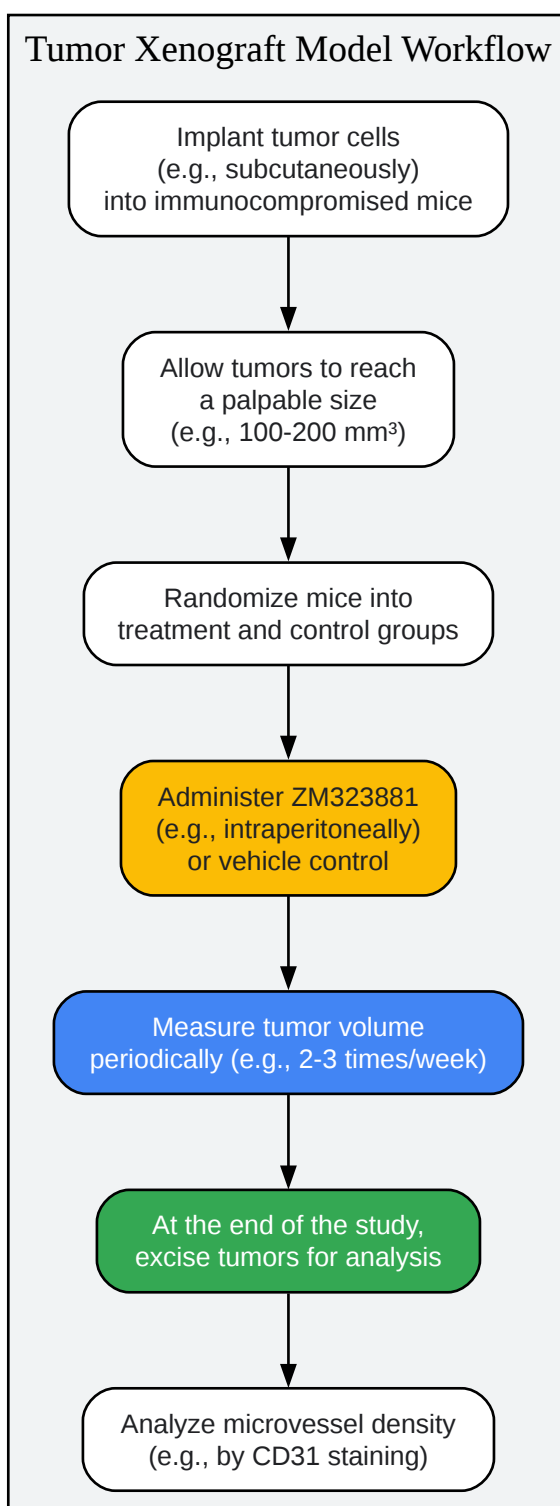 Tumor Xenograft Model Workflow
Implant tumor cells
(e.g., subcutaneously)
into immunocompromised mice
Allow tumors to reach
a palpable size
(e.g., 100-200 mm³)
Randomize mice into
treatment and control groups
Administer ZM323881
(e.g., intraperitoneally)
or vehicle control
Measure tumor volume
periodically (e.g., 2-3 times/week)
At the end of the study,
excise tumors for analysis
Analyze microvessel density
(e.g., by CD31 staining)